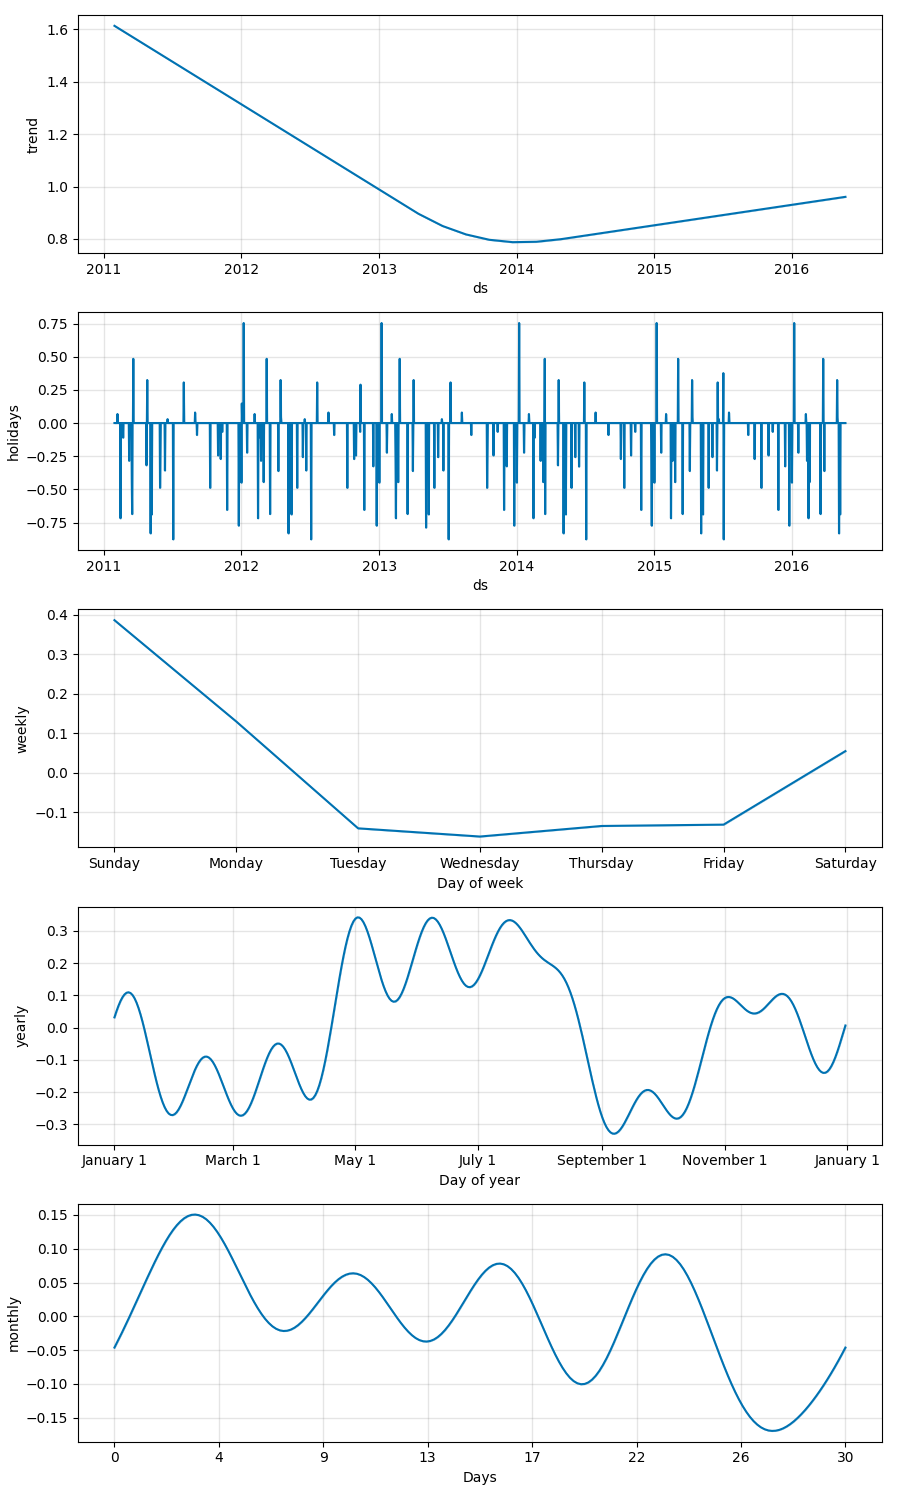 1.6
1.4
1.2
1.0
0.8
trend
2011 2012 2013 2014 2015 2016
ds
0.75
0.50
0.25
0.00
−0.25
−0.50
−0.75
holidays
2011 2012 2013 2014 2015 2016
ds
0.4
0.3
0.2
0.1
0.0
−0.1
weekly
Sunday Monday Tuesday Wednesday Thursday Friday Saturday
Day of week
0.3
0.2
0.1
0.0
−0.1
−0.2
−0.3
yearly
January 1 March 1 May 1 July 1 September 1 November 1 January 1
Day of year
0.15
0.10
0.05
0.00
−0.05
−0.10
−0.15
monthly
0 4 9 13 17 22 26 30
Days